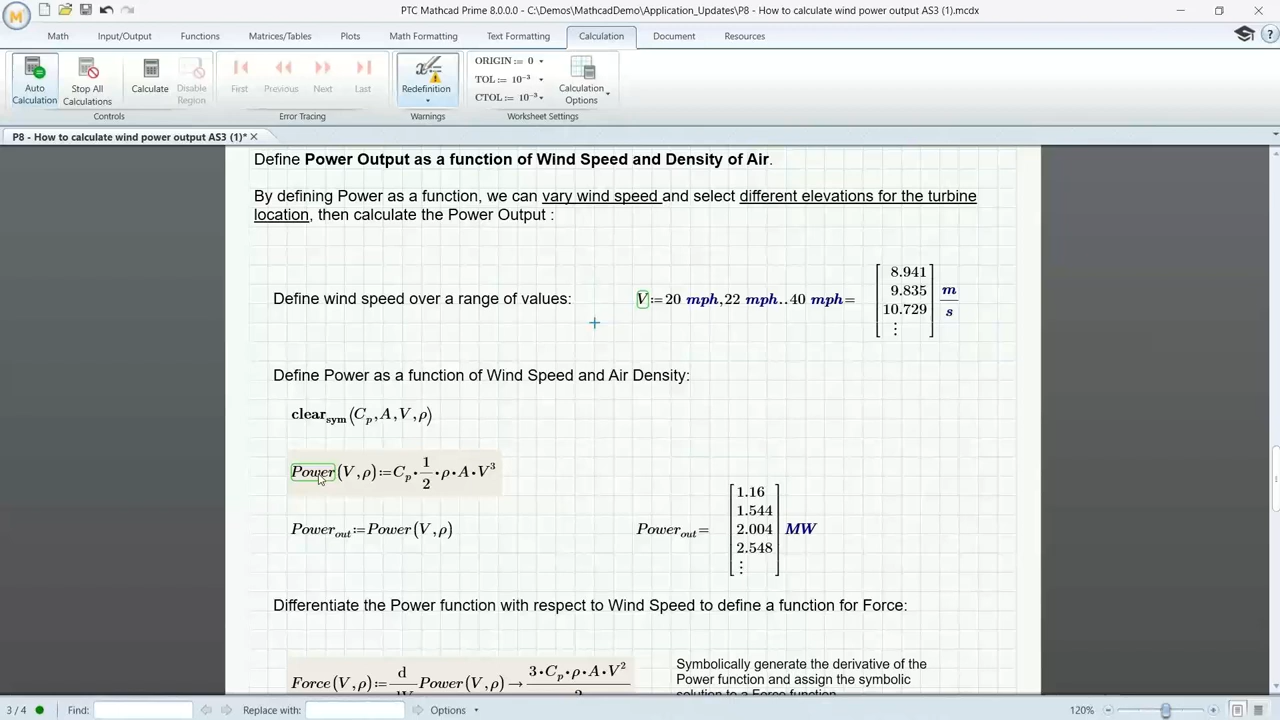 PTC Mathcad Prime 8.0.0.0 - C:\Demos\MathcadDemo\Application_Updates\P8 - How to calculate wind power output AS3 (1).mcdx
Math Input/Output Functions Matrices/Tables Plots Math Formatting Text Formatting Calculation Document Resources
Auto Calculation
Stop All Calculations
Calculate
Disable Region
First Previous Next Last
Redefinition
ORIGIN:= 0
TOL:= 10⁻³
CTOL:= 10⁻³
Calculation Options
Controls Error Tracing Warnings Worksheet Settings
P8 - How to calculate wind power output AS3 (1)*
Define Power Output as a function of Wind Speed and Density of Air.
By defining Power as a function, we can vary wind speed and select different elevations for the turbine
location, then calculate the Power Output :
Define wind speed over a range of values: V:=20 mph,22 mph..40 mph= [8.941 9.835 10.729 ⋮] m/s
Define Power as a function of Wind Speed and Air Density:
clear_sym(C_p,A,V,ρ)
Power(V,ρ):=C_p·1/2·ρ·A·V³
Power_out:=Power(V,ρ) Power_out= [1.16 1.544 2.004 2.548 ⋮] MW
Differentiate the Power function with respect to Wind Speed to define a function for Force:
Force(V,ρ):= d/dV Power(V,ρ)→ 3·C_p·ρ·A·V²/2
Symbolically generate the derivative of the
Power function and assign the symbolic
solution to a Force function
3 / 4 Find: Replace with: Options 120%